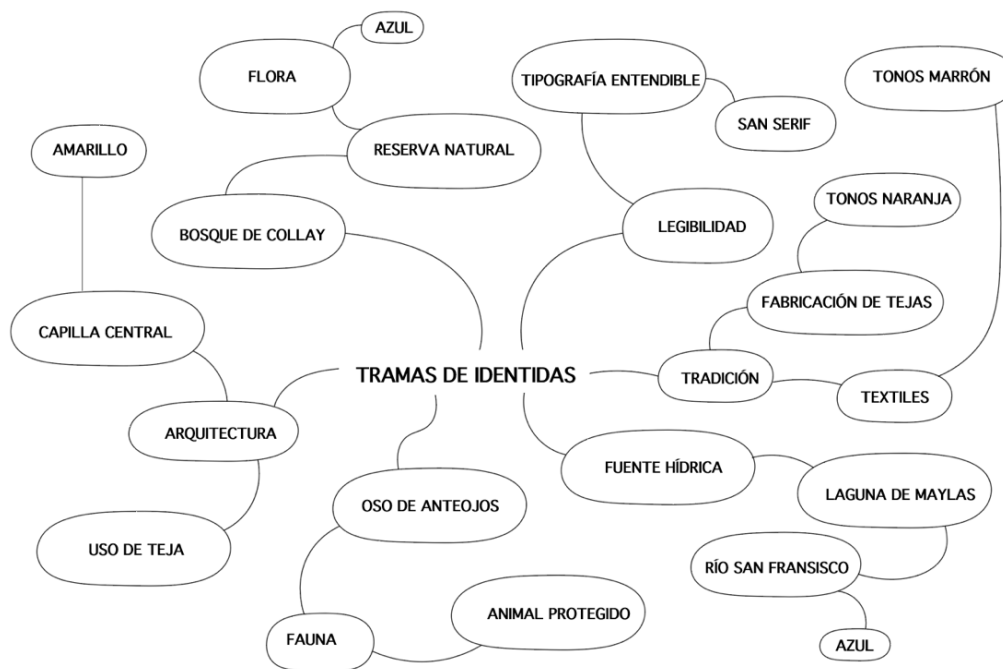 AZUL
FLORA
TIPOGRAFÍA ENTENDIBLE
TONOS MARRÓN
SAN SERIF
AMARILLO
RESERVA NATURAL
TONOS NARANJA
BOSQUE DE COLLAY
LEGIBILIDAD
FABRICACIÓN DE TEJAS
CAPILLA CENTRAL
TRAMAS DE IDENTIDAS
TRADICIÓN
TEXTILES
ARQUITECTURA
FUENTE HÍDRICA
LAGUNA DE MAYLAS
OSO DE ANTEOJOS
USO DE TEJA
RÍO SAN FRANSISCO
ANIMAL PROTEGIDO
FAUNA
AZUL